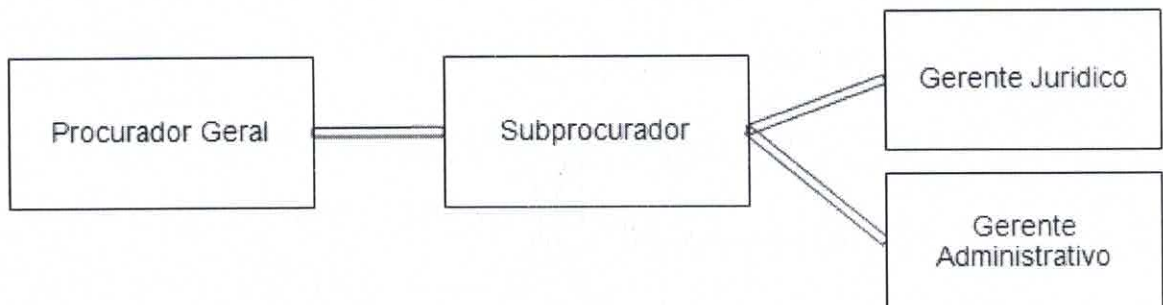 Procurador Geral
Subprocurador
Gerente Juridico
Gerente
Administrativo